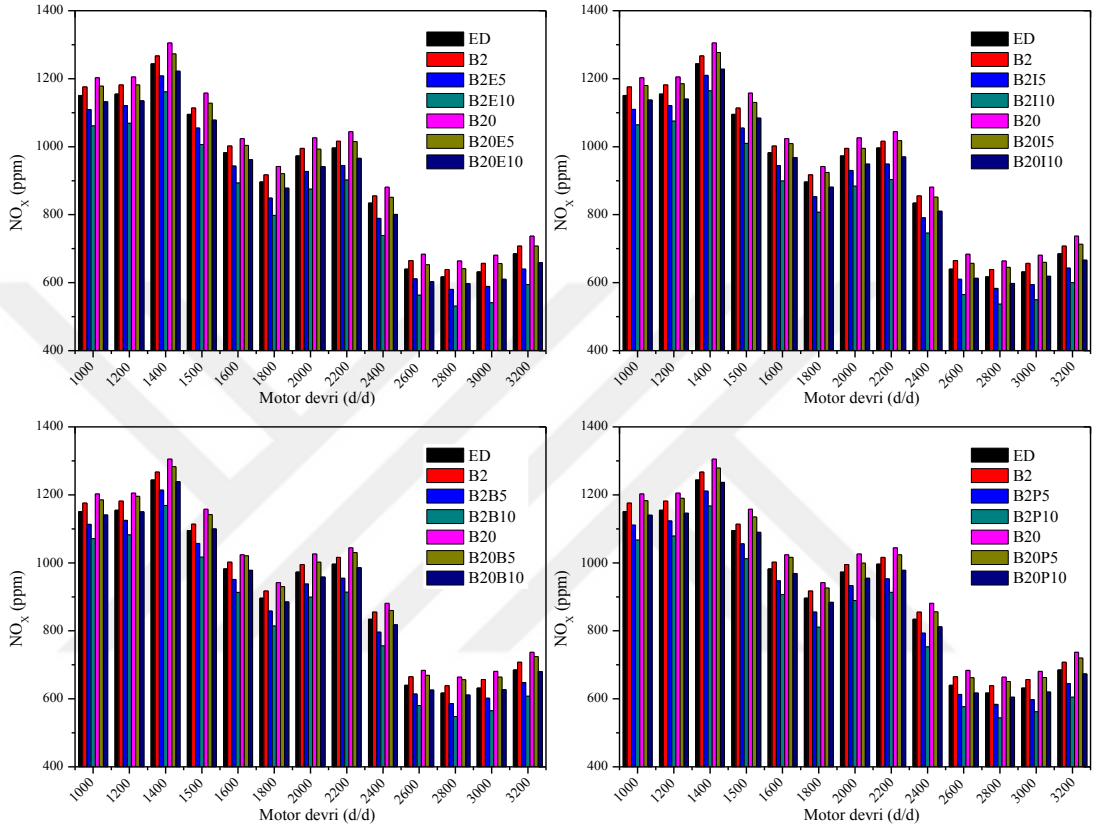 1400
1200
1000
800
600
400
NOX (ppm)
ED
B2
B2E5
B2E10
B20
B20E5
B20E10
1000 1200 1400 1500 1600 1800 2000 2200 2400 2600 2800 3000 3200
Motor devri (d/d)
1400
1200
1000
800
600
400
NOX (ppm)
ED
B2
B2I5
B2I10
B20
B20I5
B20I10
1000 1200 1400 1500 1600 1800 2000 2200 2400 2600 2800 3000 3200
Motor devri (d/d)
1400
1200
1000
800
600
400
NOX (ppm)
ED
B2
B2B5
B2B10
B20
B20B5
B20B10
1000 1200 1400 1500 1600 1800 2000 2200 2400 2600 2800 3000 3200
Motor devri (d/d)
1400
1200
1000
800
600
400
NOX (ppm)
ED
B2
B2P5
B2P10
B20
B20P5
B20P10
1000 1200 1400 1500 1600 1800 2000 2200 2400 2600 2800 3000 3200
Motor devri (d/d)